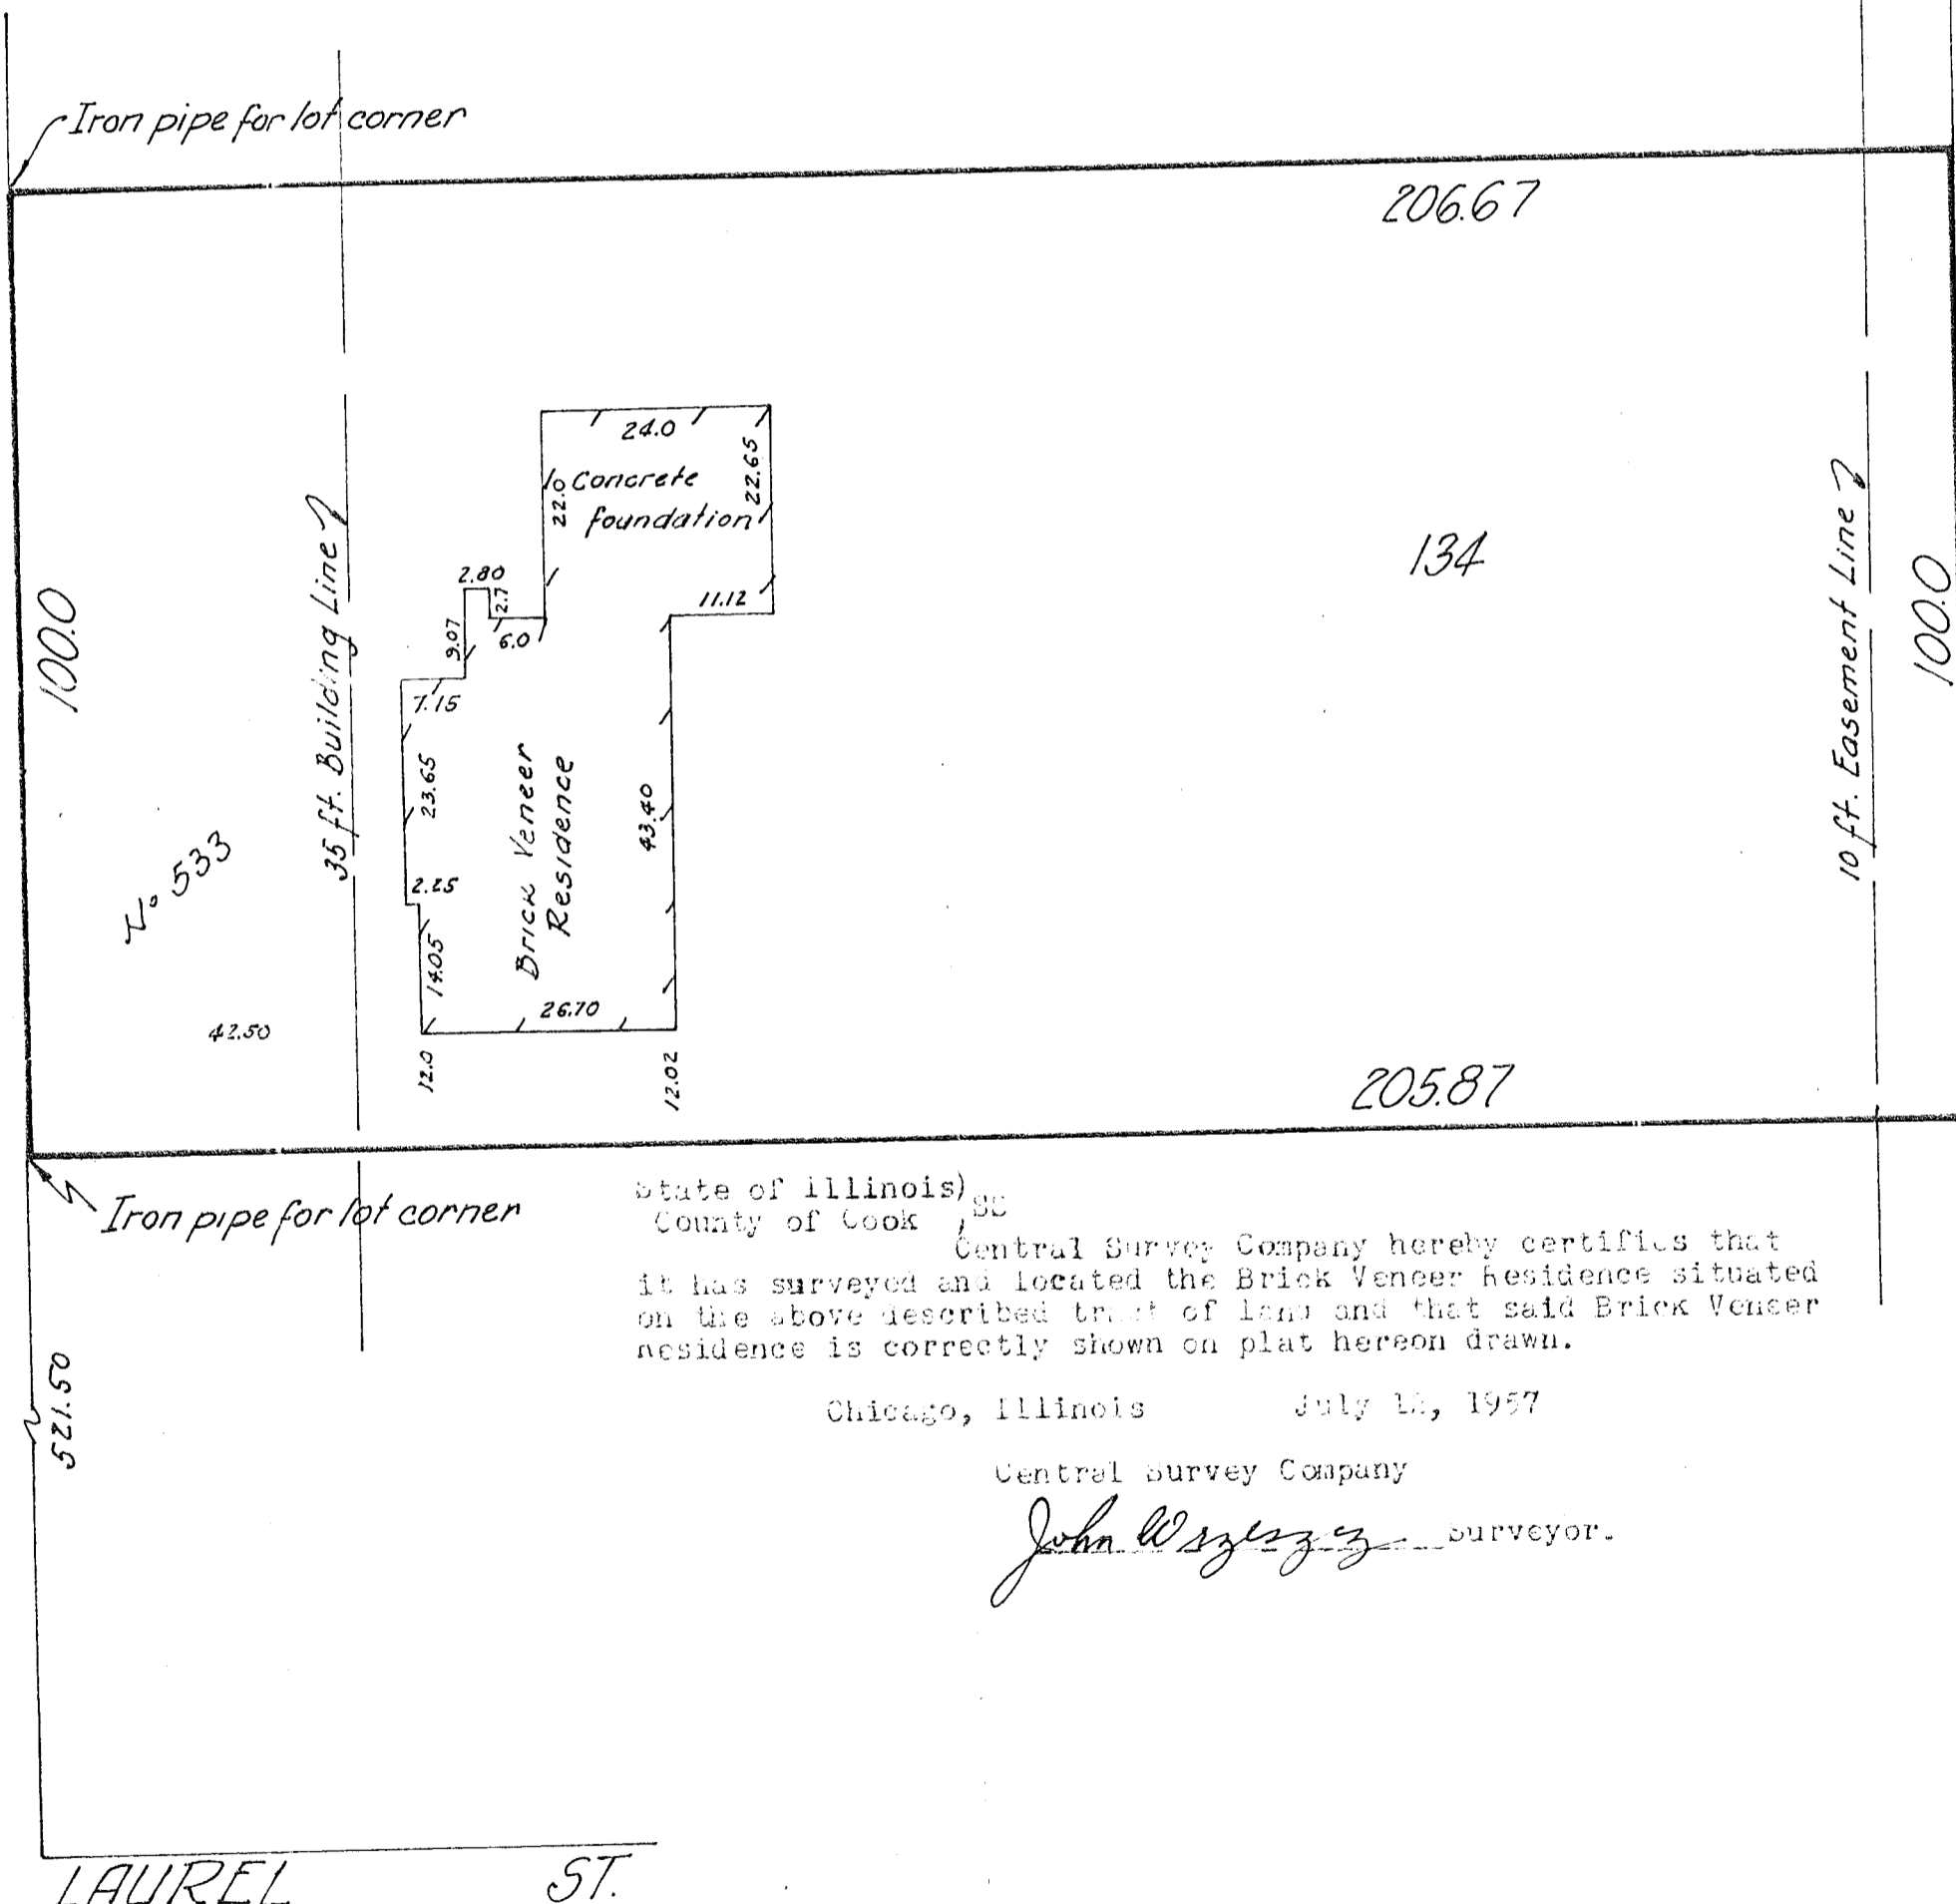 Iron pipe for lot corner
206.67
24.0
Concrete
foundation
22.0
22.65
2.80
2.7
11.12
6.0
9.07
7.15
134
100.0
35 ft. Building Line
10 ft. Easement Line
100.0
23.65
Brick Veneer
Residence
43.40
533
14.05
26.70
42.50
12.0
12.02
205.87
Iron pipe for lot corner
State of Illinois)
County of Cook ) SS
Central Survey Company hereby certifies that
it has surveyed and located the Brick Veneer Residence situated
on the above described tract of land and that said Brick Veneer
Residence is correctly shown on plat hereon drawn.
521.50
Chicago, Illinois July 1957
Central Survey Company
John Surveyor.
LAUREL ST.